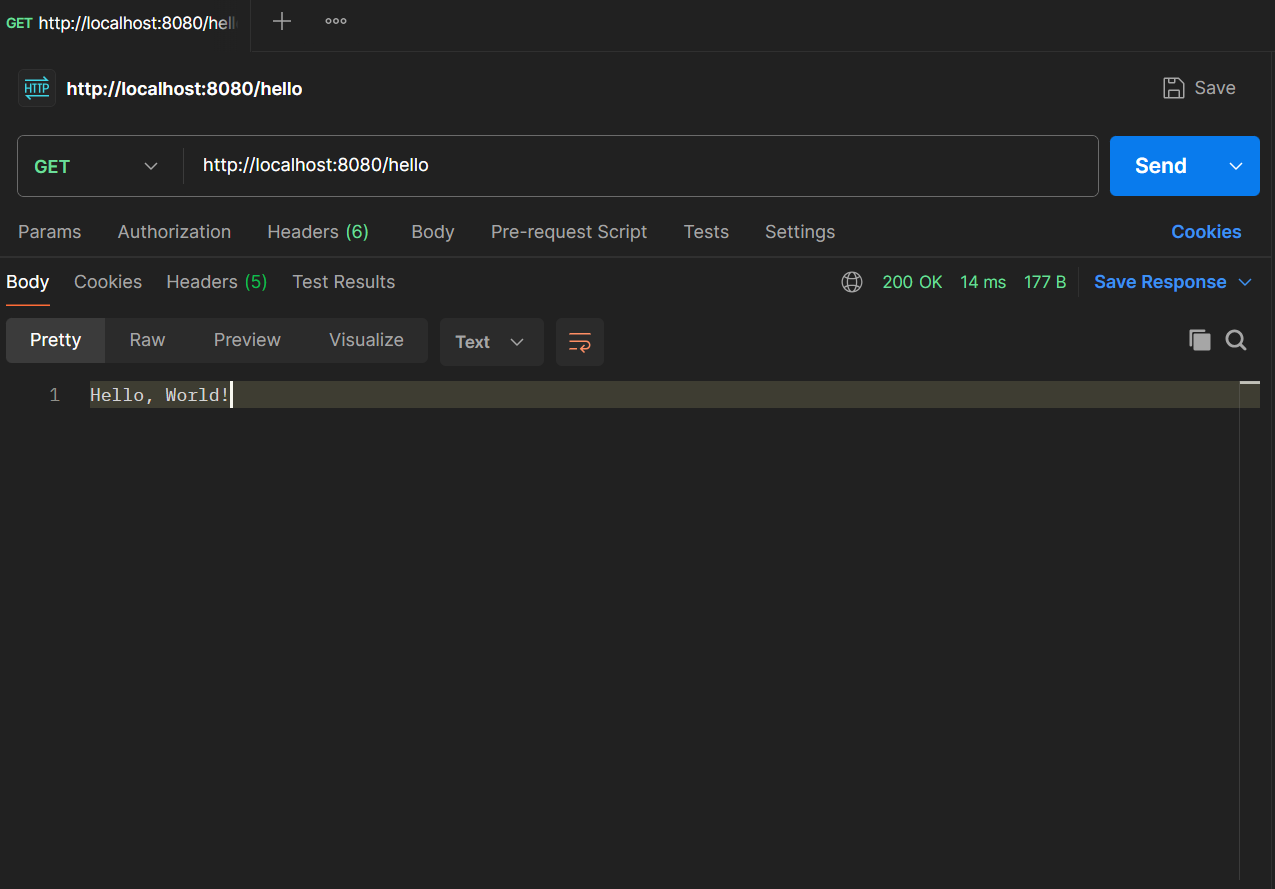 GET http://localhost:8080/hell
HTTP http://localhost:8080/hello Save
GET http://localhost:8080/hello Send
Params Authorization Headers (6) Body Pre-request Script Tests Settings Cookies
Body Cookies Headers (5) Test Results 200 OK 14 ms 177 B Save Response
Pretty Raw Preview Visualize Text
1 Hello, World!